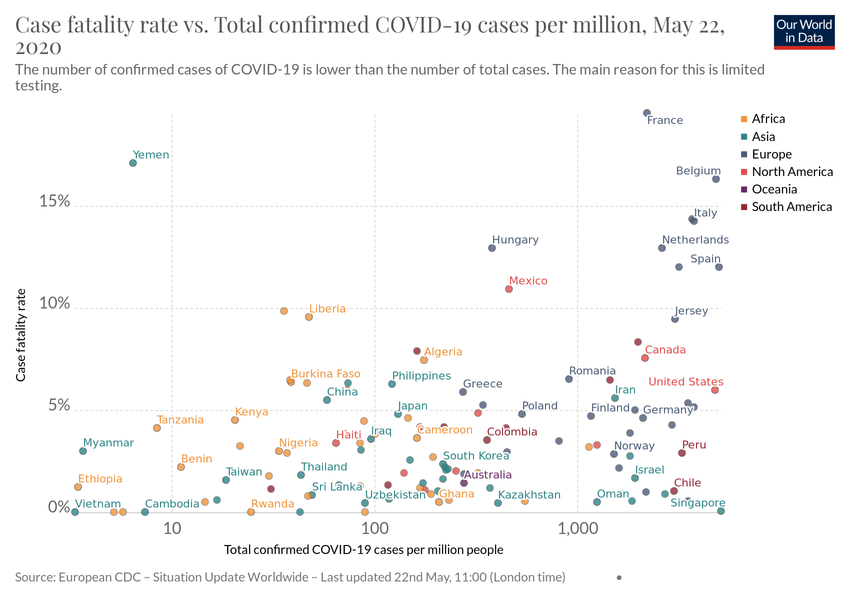 Case fatality rate vs. Total confirmed COVID-19 cases per million, May 22,
2020
Our World
in Data
The number of confirmed cases of COVID-19 is lower than the number of total cases. The main reason for this is limited
testing.
France
Africa
Asia
Europe
North America
Oceania
South America
Yemen
Belgium
15%
Italy
Hungary
Netherlands
Spain
Mexico
10%
Liberia
Jersey
Case fatality rate
Algeria
Canada
Burkina Faso
Philippines
Romania
United States
China
Greece
Iran
5%
Japan
Poland
Finland
Germany
Tanzania
Kenya
Haiti
Iraq
Cameroon
Colombia
Myanmar
Nigeria
Norway
Peru
Benin
Thailand
South Korea
Ethiopia
Taiwan
Australia
Israel
Sri Lanka
Chile
Vietnam
Cambodia
Rwanda
Uzbekistan
Ghana
Kazakhstan
Oman
Singapore
0%
10
100
1,000
Total confirmed COVID-19 cases per million people
Source: European CDC – Situation Update Worldwide – Last updated 22nd May, 11:00 (London time)